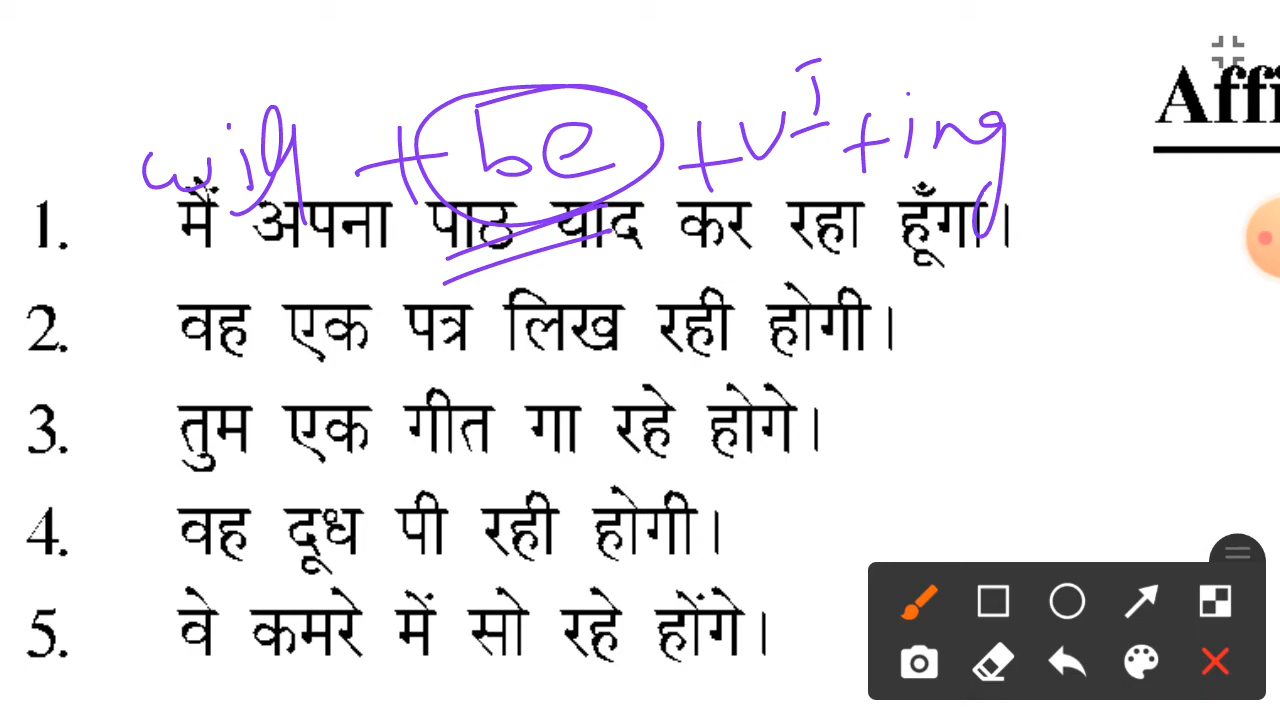 Affi
will + be + v I + ing
1. मैं अपना पाठ याद कर रहा हूँगा।
2. वह एक पत्र लिख रही होगी।
3. तुम एक गीत गा रहे होगे।
4. वह दूध पी रही होगी।
5. वे कमरे में सो रहे होंगे।